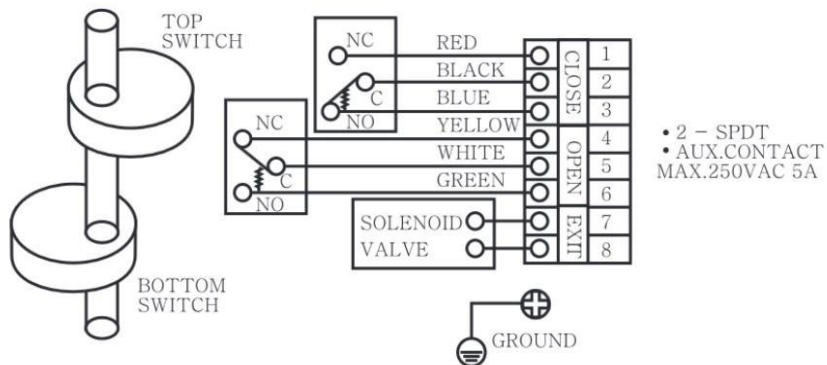 TOP
SWITCH
BOTTOM
SWITCH
NC
C
NO
NC
C
NO
RED
BLACK
BLUE
YELLOW
WHITE
GREEN
SOLENOID
VALVE
CLOSE
OPEN
EXIT
1
2
3
4
5
6
7
8
• 2 - SPDT
• AUX.CONTACT
MAX.250VAC 5A
GROUND